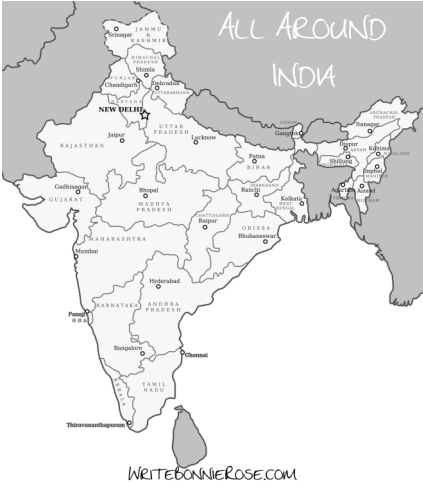 ALL AROUND
INDIA
JAMMU
&
KASHMIR
Srinagar
HIMACHAL
PRADESH
Shimla
PUNJAB
Chandigarh
Dehradun
UTTARAKHAND
HARYANA
NEW DELHI
UTTAR
PRADESH
Lucknow
Jaipur
RAJASTHAN
SIKKIM
Gangtok
ARUNACHAL
PRADESH
Itanagar
Dispur
ASSAM
Kohima
NAGALAND
Shillong
Imphal
MANIPUR
Agartala
Aizawl
MIZORAM
Patna
BIHAR
JHARKHAND
Ranchi
Kolkata
WEST
BENGAL
Gadhinagar
GUJARAT
Bhopal
MADHYA
PRADESH
CHHATTISGARH
Raipur
ORISSA
Bhubaneswar
MAHARASHTRA
Mumbai
Hyderabad
ANDHRA
PRADESH
KARNATAKA
Panaji
GOA
Bangalore
Chennai
TAMIL
NADU
KERALA
Thiruvananthapuram
WRITEBONNIEROSE.COM